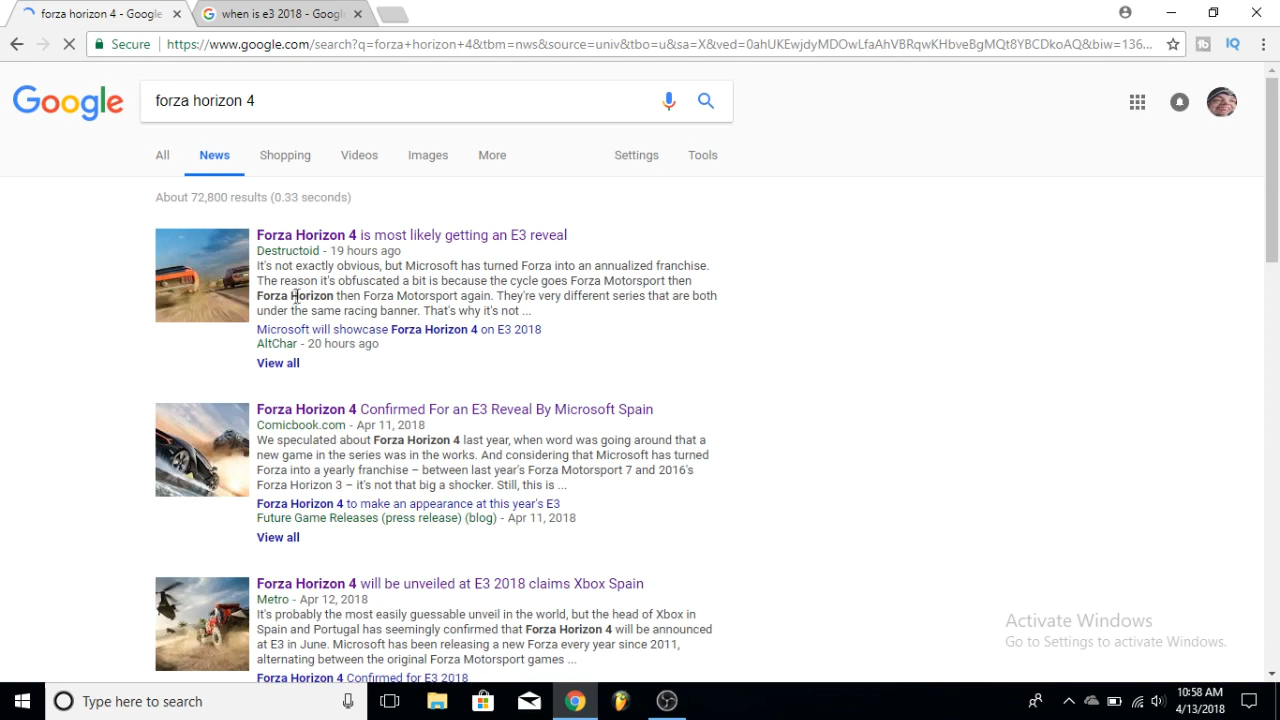 forza horizon 4 - Google
when is e3 2018 - Googl
Secure
https://www.google.com/search?q=forza+horizon+4&tbm=nws&source=univ&tbo=u&sa=X&ved=0ahUKEwjdyMDOwLfaAhVBRqwKHbveBgMQt8YBCDkoAQ&biw=136...
Google
forza horizon 4
All News Shopping Videos Images More Settings Tools
About 72,800 results (0.33 seconds)
Forza Horizon 4 is most likely getting an E3 reveal
Destructoid - 19 hours ago
It's not exactly obvious, but Microsoft has turned Forza into an annualized franchise.
The reason it's obfuscated a bit is because the cycle goes Forza Motorsport then
Forza Horizon then Forza Motorsport again. They're very different series that are both
under the same racing banner. That's why it's not ...
Microsoft will showcase Forza Horizon 4 on E3 2018
AltChar - 20 hours ago
View all
Forza Horizon 4 Confirmed For an E3 Reveal By Microsoft Spain
Comicbook.com - Apr 11, 2018
We speculated about Forza Horizon 4 last year, when word was going around that a
new game in the series was in the works. And considering that Microsoft has turned
Forza into a yearly franchise – between last year's Forza Motorsport 7 and 2016's
Forza Horizon 3 – it's not that big a shocker. Still, this is ...
Forza Horizon 4 to make an appearance at this year's E3
Future Game Releases (press release) (blog) - Apr 11, 2018
View all
Forza Horizon 4 will be unveiled at E3 2018 claims Xbox Spain
Metro - Apr 12, 2018
It's probably the most easily guessable unveil in the world, but the head of Xbox in
Spain and Portugal has seemingly confirmed that Forza Horizon 4 will be announced
at E3 in June. Microsoft has been releasing a new Forza every year since 2011,
alternating between the original Forza Motorsport games ...
Forza Horizon 4 Confirmed for E3 2018
Activate Windows
Go to Settings to activate Windows.
Type here to search
10:58 AM
4/13/2018